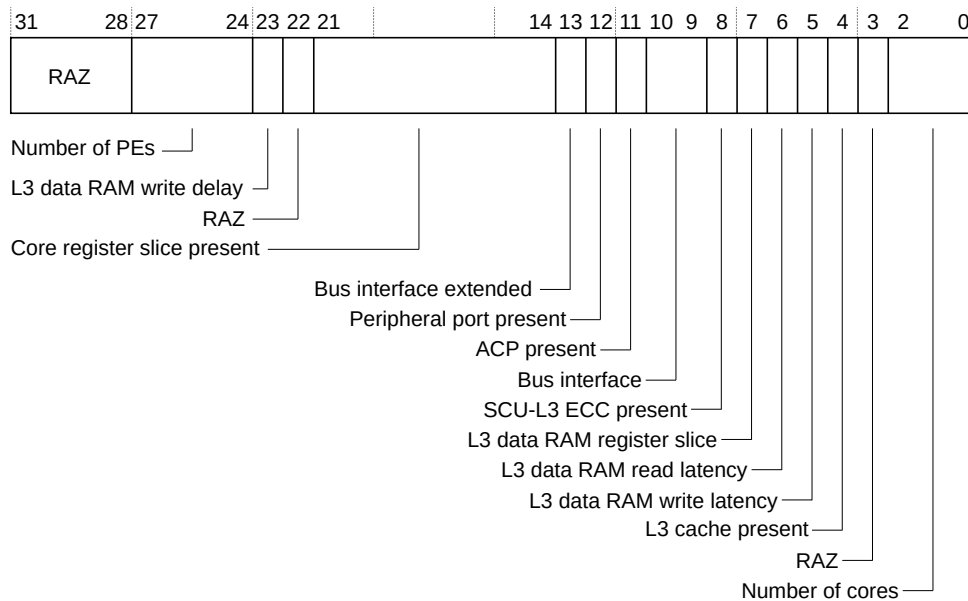 31 28 27 24 23 22 21 14 13 12 11 10 9 8 7 6 5 4 3 2 0
RAZ
Number of PEs
L3 data RAM write delay
RAZ
Core register slice present
Bus interface extended
Peripheral port present
ACP present
Bus interface
SCU-L3 ECC present
L3 data RAM register slice
L3 data RAM read latency
L3 data RAM write latency
L3 cache present
RAZ
Number of cores